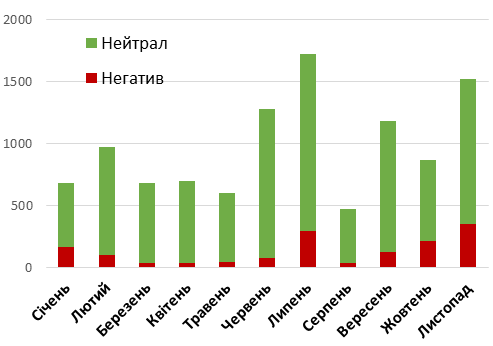 2000
1500
1000
500
0
Нейтрал
Негатив
Січень
Лютий
Березень
Квітень
Травень
Червень
Липень
Серпень
Вересень
Жовтень
Листопад